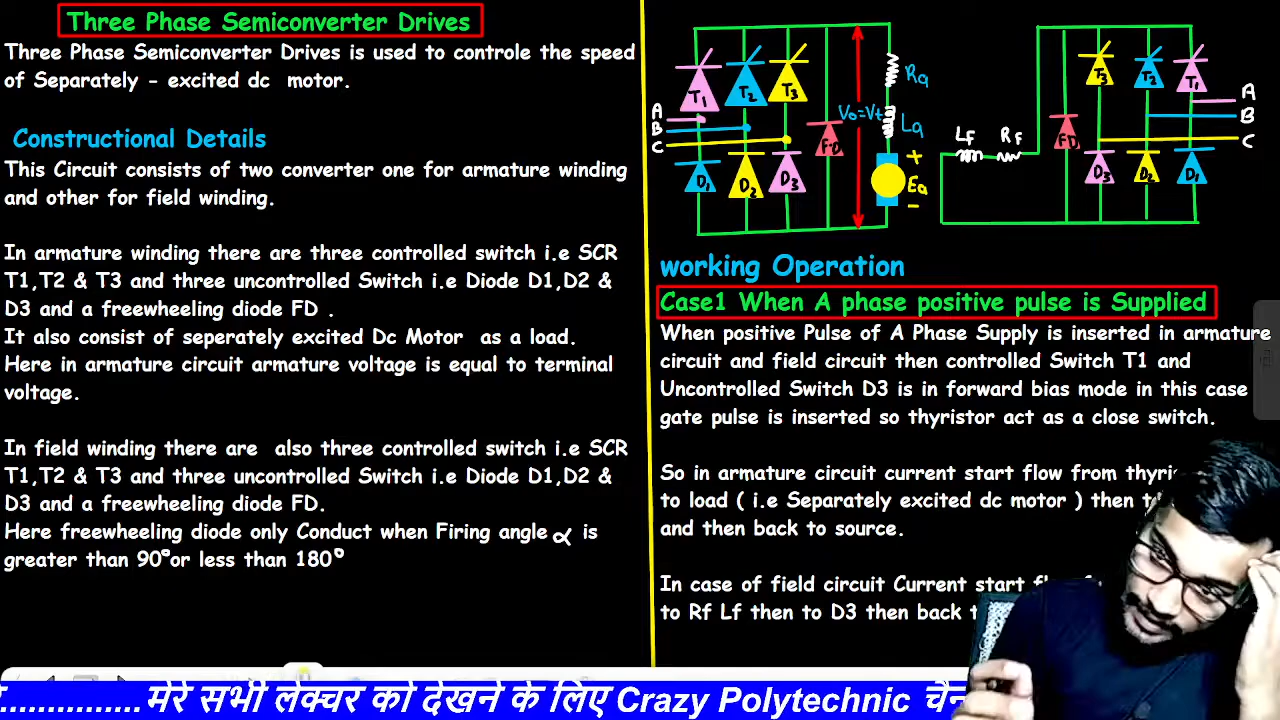 Three Phase Semiconverter Drives
Three Phase Semiconverter Drives is used to controle the speed
of Separately - excited dc motor.
Constructional Details
This Circuit consists of two converter one for armature winding
and other for field winding.
In armature winding there are three controlled switch i.e SCR
T1,T2 & T3 and three uncontrolled Switch i.e Diode D1,D2 &
D3 and a freewheeling diode FD .
It also consist of seperately excited Dc Motor as a load.
Here in armature circuit armature voltage is equal to terminal
voltage.
In field winding there are also three controlled switch i.e SCR
T1,T2 & T3 and three uncontrolled Switch i.e Diode D1,D2 &
D3 and a freewheeling diode FD.
Here freewheeling diode only Conduct when Firing angle α is
greater than 90° or less than 180°
T1 T2 T3
A
B
C
D1 D2 D3
FD
Vo=Vt
Ra
La
+
Ea
-
Lf Rf
FD
T3 T2 T1
A
B
C
D3 D2 D1
working Operation
Case1 When A phase positive pulse is Supplied
When positive Pulse of A Phase Supply is inserted in armature
circuit and field circuit then controlled Switch T1 and
Uncontrolled Switch D3 is in forward bias mode in this case
gate pulse is inserted so thyristor act as a close switch.
So in armature circuit current start flow from
to load ( i.e Separately excited dc motor ) then
and then back to source.
In case of field circuit Current start
to Rf Lf then to D3 then back
मेरे सभी लेक्चर को देखने के लिए Crazy Polytechnic